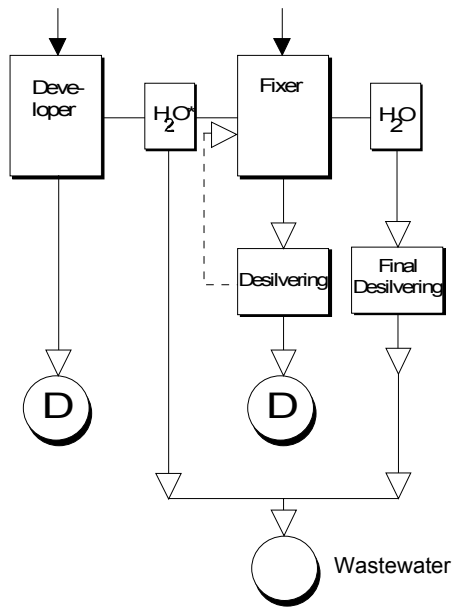 Deve-
loper
H2O*
Fixer
H2O
Desilvering
Final
Desilvering
D
D
Wastewater